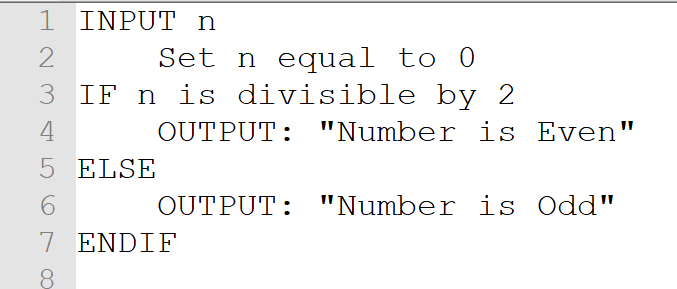 1 INPUT n
2 Set n equal to 0
3 IF n is divisible by 2
4 OUTPUT: "Number is Even"
5 ELSE
6 OUTPUT: "Number is Odd"
7 ENDIF
8